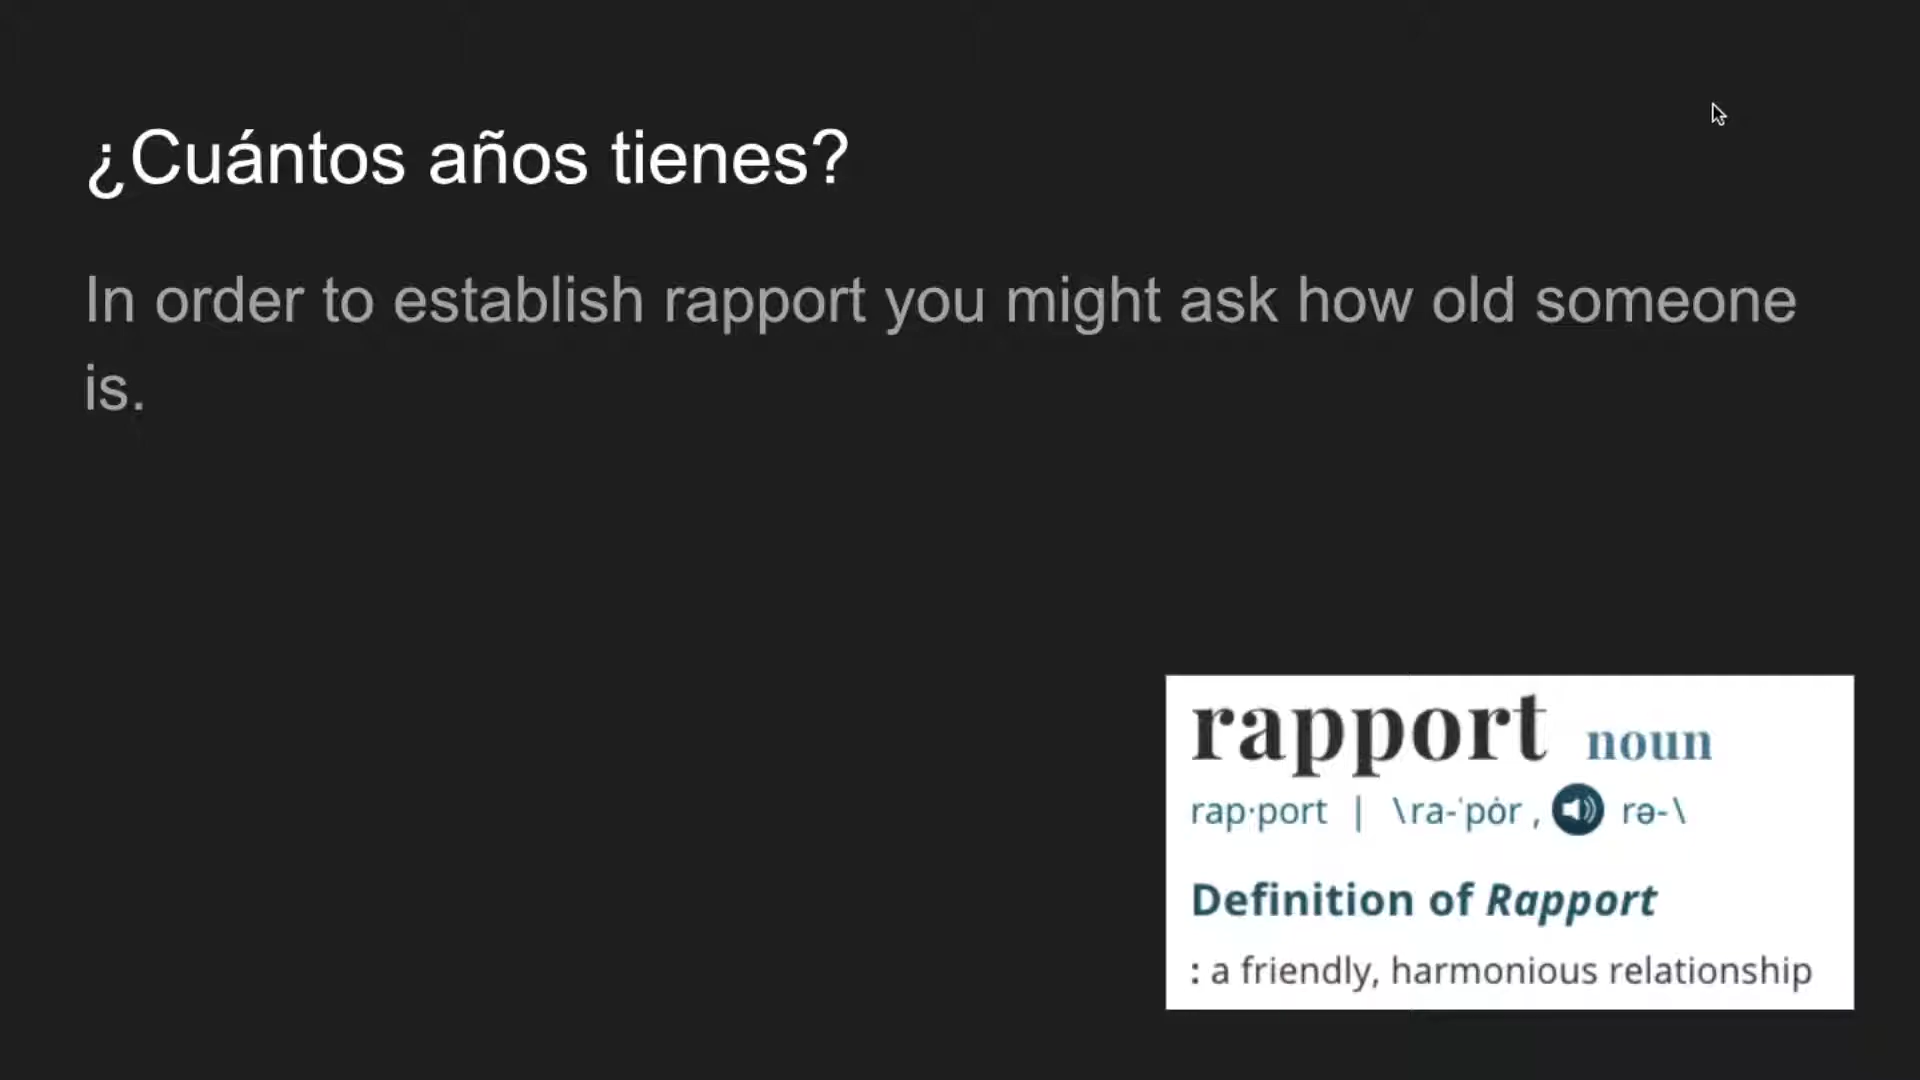 ¿Cuántos años tienes?
In order to establish rapport you might ask how old someone
is.
rapport noun
rap·port | \ra-ˈpȯr , rə-\
Definition of Rapport
: a friendly, harmonious relationship